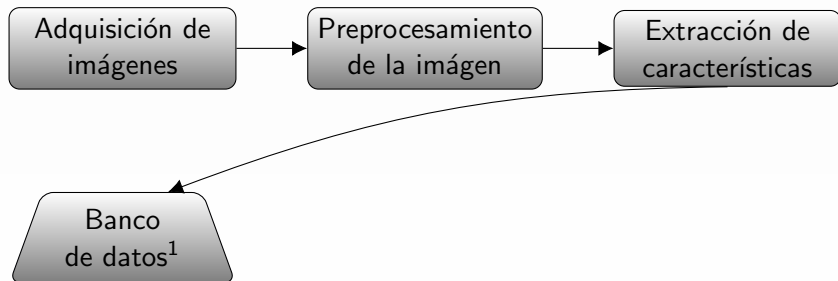 Adquisición de
imágenes
Preprocesamiento
de la imágen
Extracción de
características
Banco
de datos¹